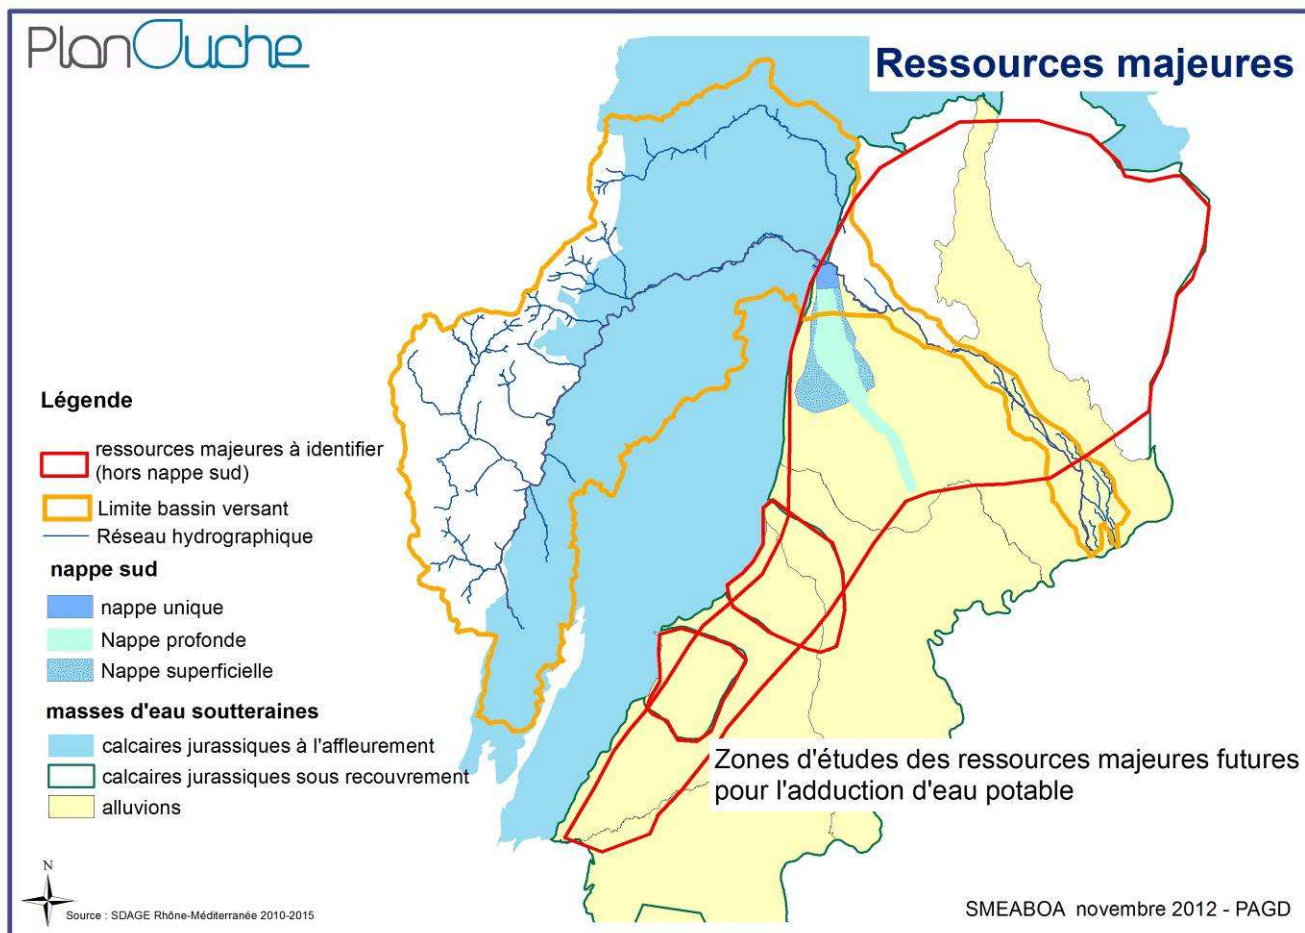 PlanOuche
Ressources majeures
Légende
ressources majeures à identifier
(hors nappe sud)
Limite bassin versant
Réseau hydrographique
nappe sud
nappe unique
Nappe profonde
Nappe superficielle
masses d'eau soutteraines
calcaires jurassiques à l'affleurement
calcaires jurassiques sous recouvrement
alluvions
Zones d'études des ressources majeures futures
pour l'adduction d'eau potable
N
Source : SDAGE Rhône-Méditerranée 2010-2015
SMEABOA novembre 2012 - PAGD